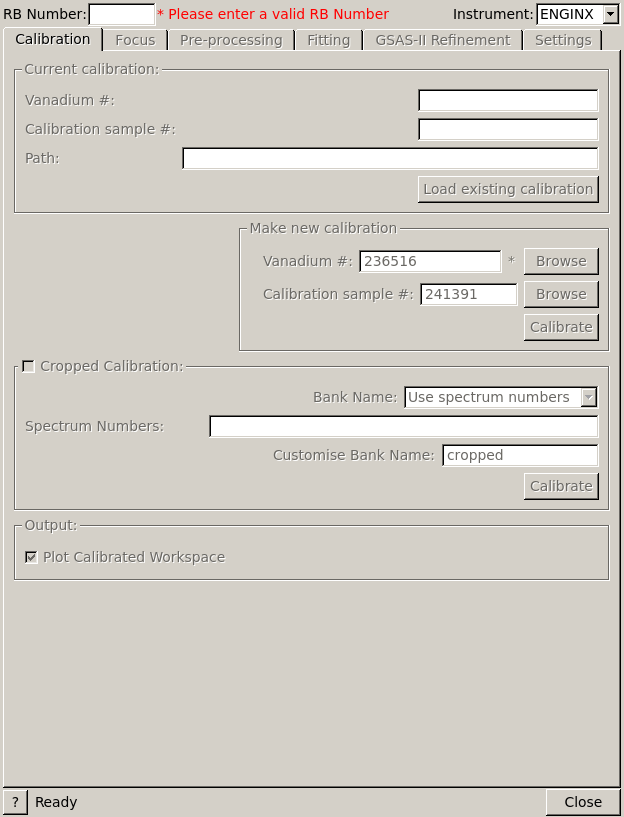 RB Number: * Please enter a valid RB Number Instrument: ENGINX
Calibration Focus Pre-processing Fitting GSAS-II Refinement Settings
Current calibration:
Vanadium #:
Calibration sample #:
Path:
Load existing calibration
Make new calibration
Vanadium #: 236516 * Browse
Calibration sample #: 241391 Browse
Calibrate
Cropped Calibration:
Bank Name: Use spectrum numbers
Spectrum Numbers:
Customise Bank Name: cropped
Calibrate
Output:
Plot Calibrated Workspace
? Ready Close